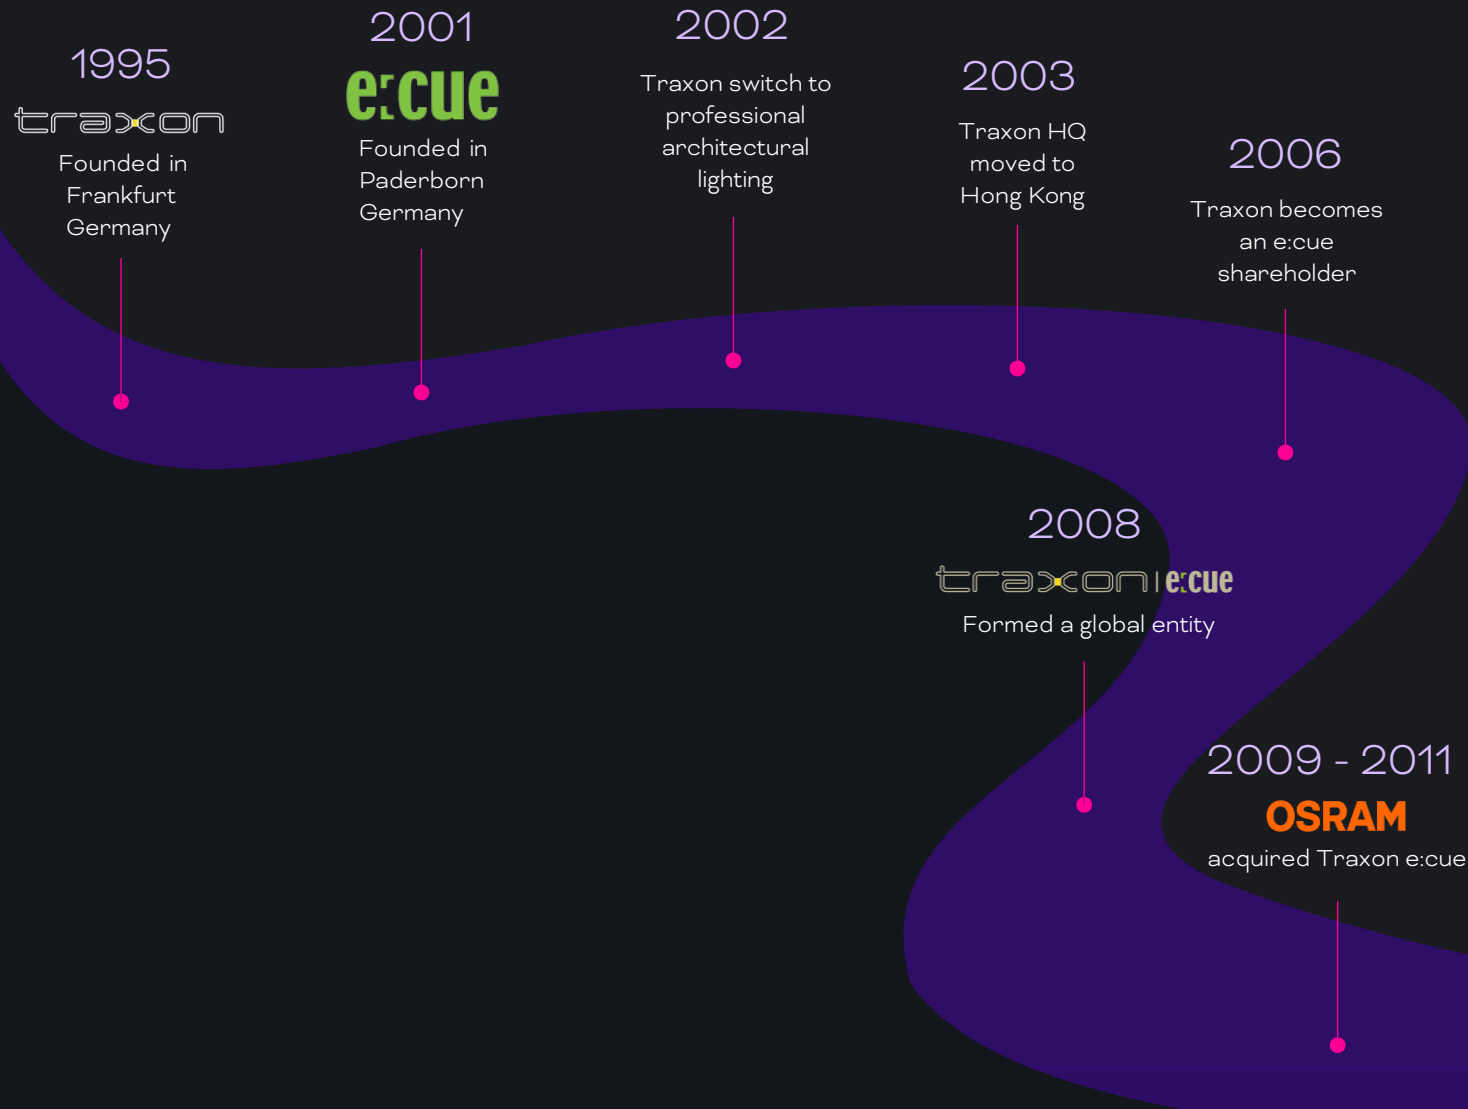 1995
traxon
Founded in
Frankfurt
Germany
2001
e:cue
Founded in
Paderborn
Germany
2002
Traxon switch to
professional
architectural
lighting
2003
Traxon HQ
moved to
Hong Kong
2006
Traxon becomes
an e:cue
shareholder
2008
traxon | e:cue
Formed a global entity
2009 - 2011
OSRAM
acquired Traxon e:cue